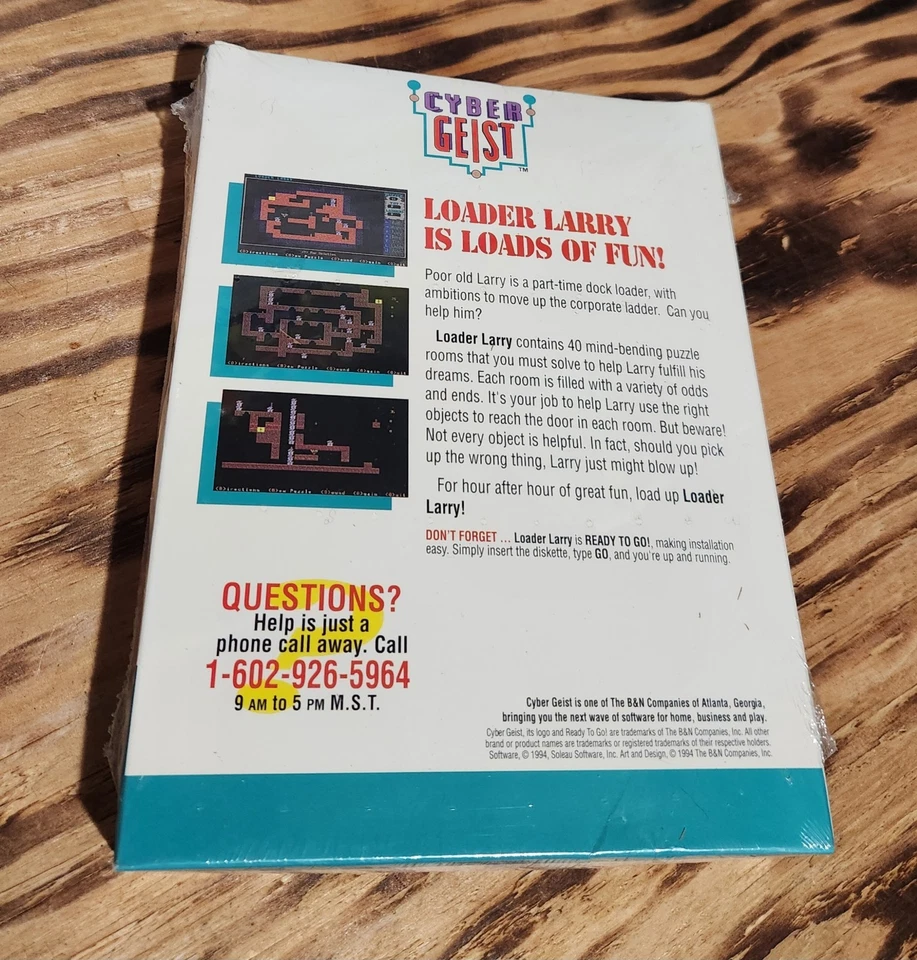 CYBER
GEIST
TM
LOADER LARRY
IS LOADS OF FUN!
Poor old Larry is a part-time dock loader, with
ambitions to move up the corporate ladder. Can you
help him?
Loader Larry contains 40 mind-bending puzzle
rooms that you must solve to help Larry fulfill his
dreams. Each room is filled with a variety of odds
and ends. It's your job to help Larry use the right
objects to reach the door in each room. But beware!
Not every object is helpful. In fact, should you pick
up the wrong thing, Larry just might blow up!
For hour after hour of great fun, load up Loader
Larry!
DON'T FORGET ... Loader Larry is READY TO GO!, making installation
easy. Simply insert the diskette, type GO, and you're up and running.
QUESTIONS?
Help is just a
phone call away. Call
1-602-926-5964
9 AM to 5 PM M.S.T.
Cyber Geist is one of The B&N Companies of Atlanta, Georgia,
bringing you the next wave of software for home, business and play.
Cyber Geist, its logo and Ready To Go! are trademarks of The B&N Companies, Inc. All other
brand or product names are trademarks or registered trademarks of their respective holders.
Software, © 1994, Soleau Software, Inc. Art and Design, © 1994 The B&N Companies, Inc.